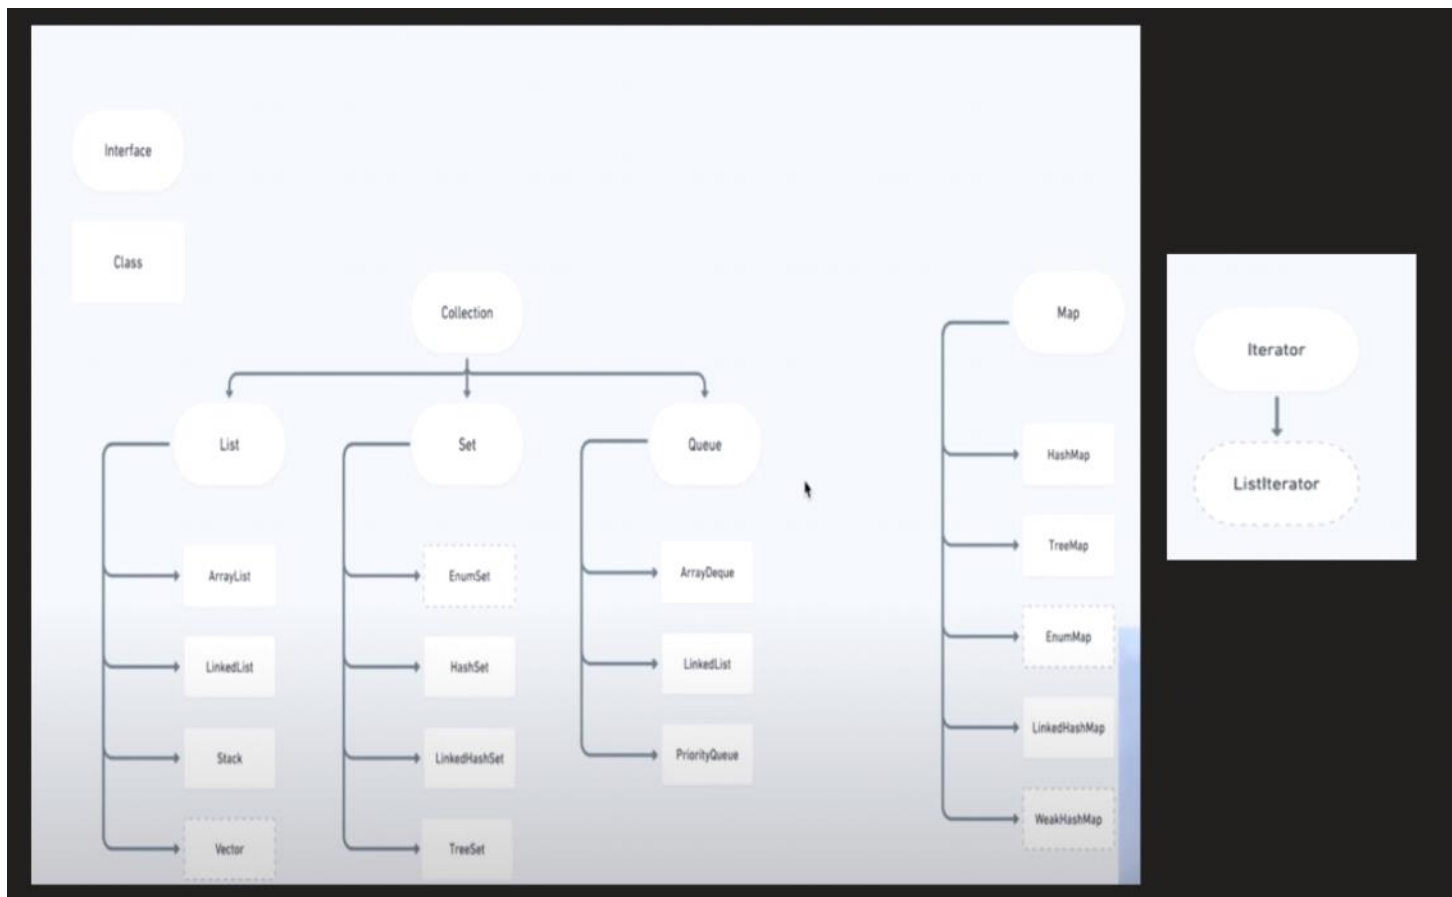 Interface
Class
Collection
Map
Iterator
List
Set
Queue
HashMap
ListIterator
ArrayList
EnumSet
ArrayDeque
TreeMap
LinkedList
HashSet
LinkedList
EnumMap
Stack
LinkedHashSet
PriorityQueue
LinkedHashMap
Vector
TreeSet
WeakHashMap